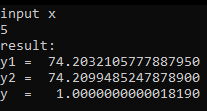 input x
5
result:
y1 =  74.2032105777887950
y2 =  74.2099485247878900
y  =   1.0000000000018190